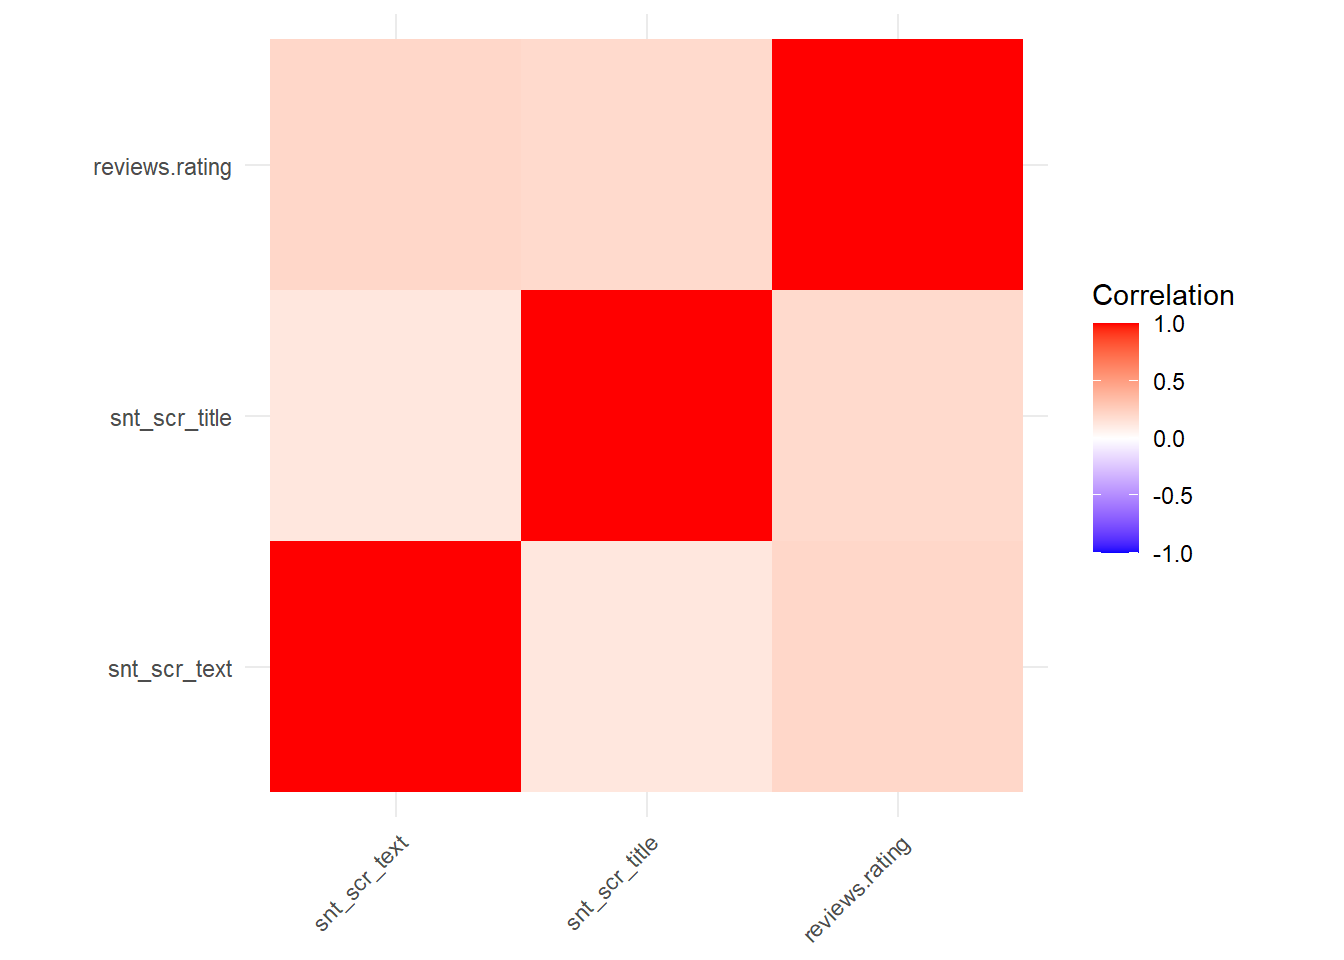 reviews.rating
snt_scr_title
snt_scr_text
snt_scr_text
snt_scr_title
reviews.rating
Correlation
1.0
0.5
0.0
-0.5
-1.0